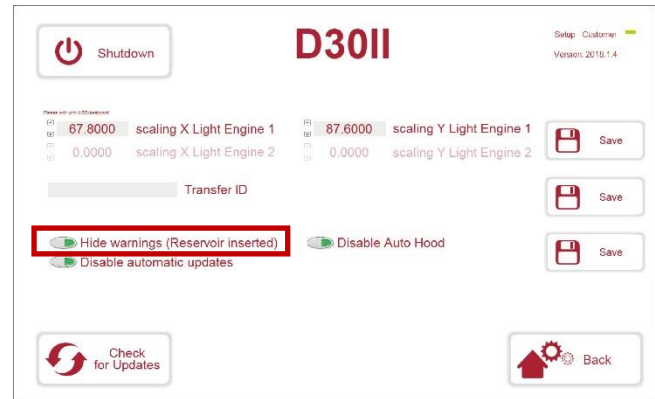 Shutdown
D30II
Setup Customer
Version: 2018.1.4
67.8000 scaling X Light Engine 1
87.6000 scaling Y Light Engine 1
Save
0.0000 scaling X Light Engine 2
0.0000 scaling Y Light Engine 2
Transfer ID
Save
Hide warnings (Reservoir inserted)
Disable Auto Hood
Save
Disable automatic updates
Check
for Updates
Back